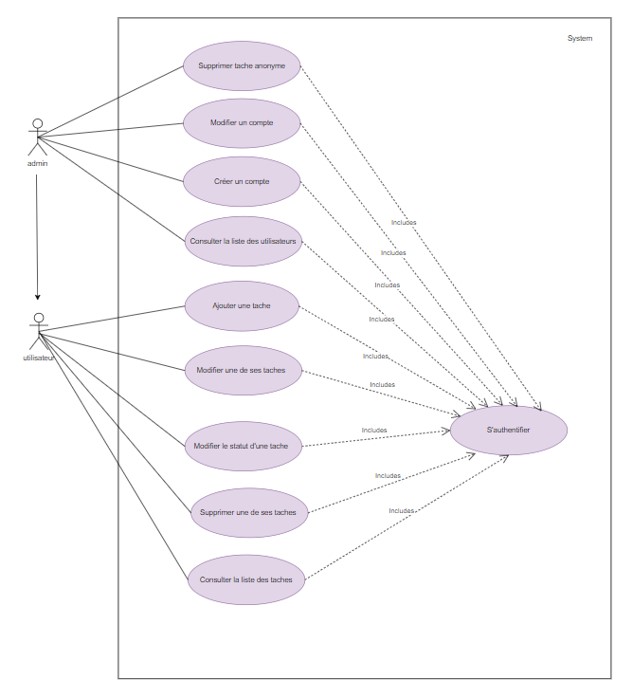 System
Supprimer tache anonyme
Modifier un compte
admin
Créer un compte
Includes
Consulter la liste des utilisateurs
Includes
Includes
Ajouter une tache
Includes
utilisateur
Includes
Modifier une de ses taches
Includes
S'authentifier
Includes
Modifier le statut d'une tache
Includes
Supprimer une de ses taches
Includes
Consulter la liste des taches